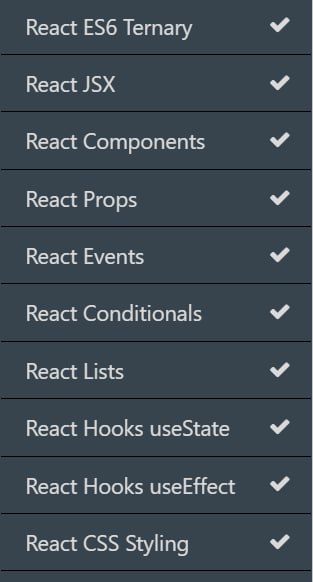 React ES6 Ternary
React JSX
React Components
React Props
React Events
React Conditionals
React Lists
React Hooks useState
React Hooks useEffect
React CSS Styling